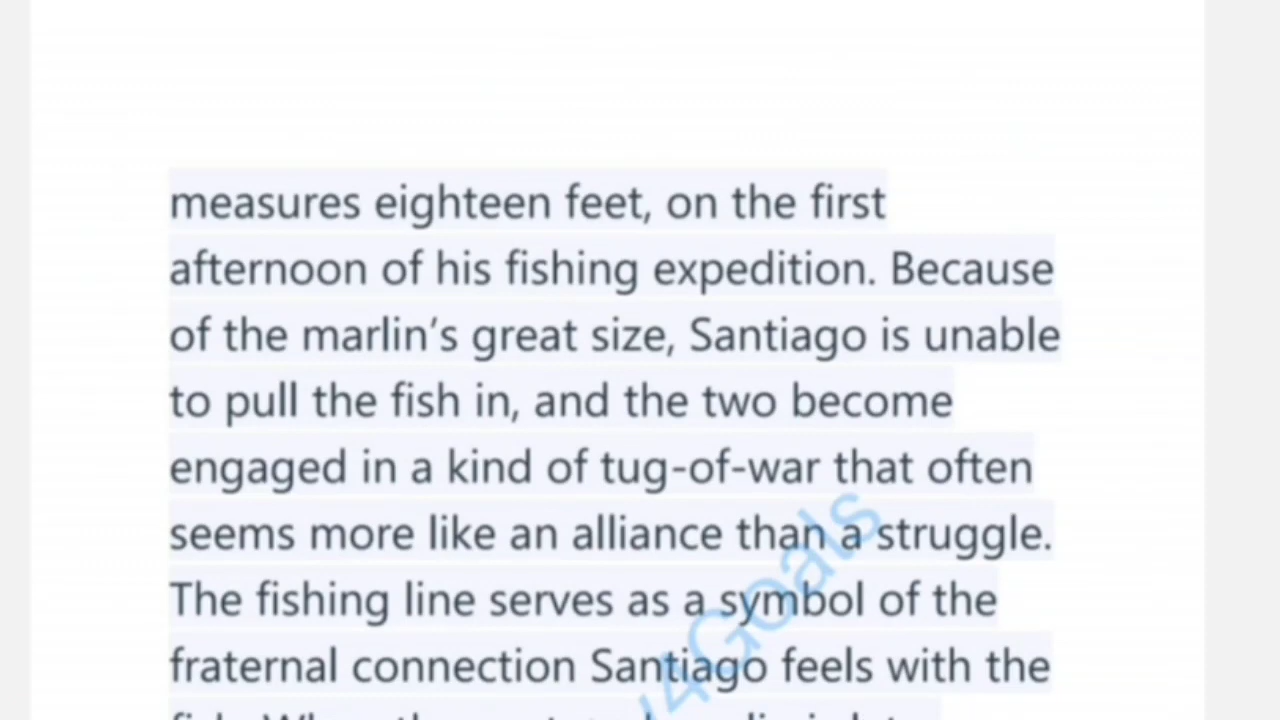 measures eighteen feet, on the first
afternoon of his fishing expedition. Because
of the marlin’s great size, Santiago is unable
to pull the fish in, and the two become
engaged in a kind of tug-of-war that often
seems more like an alliance than a struggle.
The fishing line serves as a symbol of the
fraternal connection Santiago feels with the
4Goals